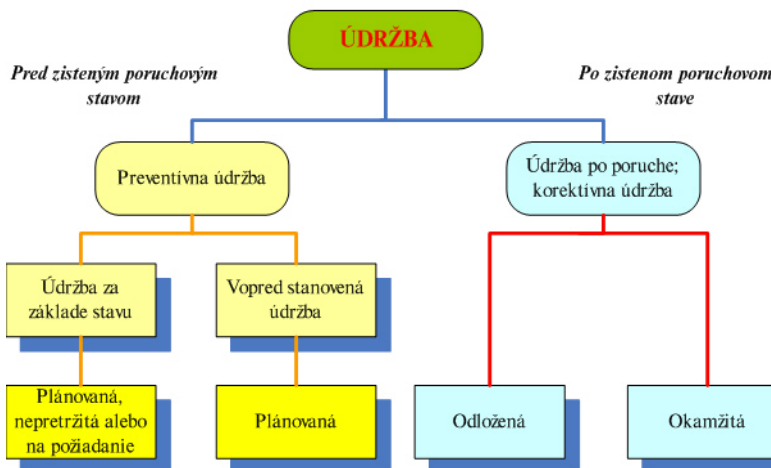 ÚDRŽBA
Pred zisteným poruchovým
stavom
Po zistenom poruchovom
stave
Preventívna údržba
Údržba po poruche;
korektívna údržba
Údržba za
základe stavu
Vopred stanovená
údržba
Plánovaná,
nepretržitá alebo
na požiadanie
Plánovaná
Odložená
Okamžitá